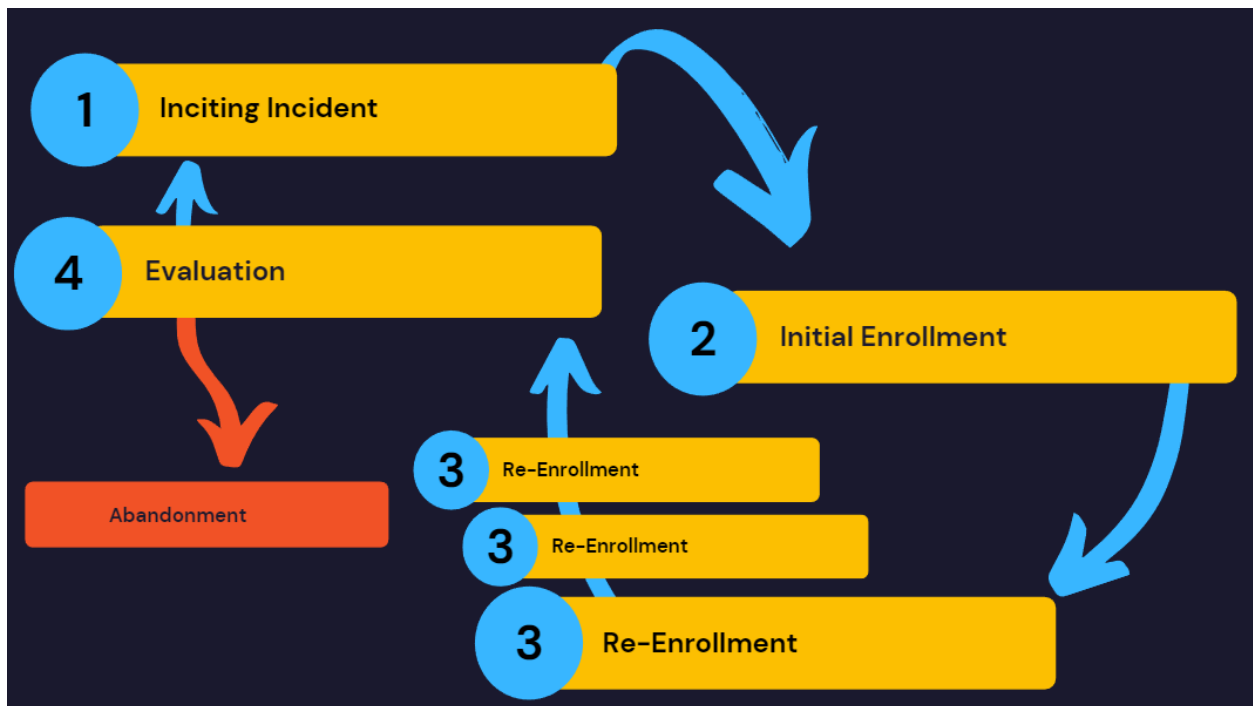 1 Inciting Incident
4 Evaluation
2 Initial Enrollment
3 Re-Enrollment
Abandonment
3 Re-Enrollment
3 Re-Enrollment